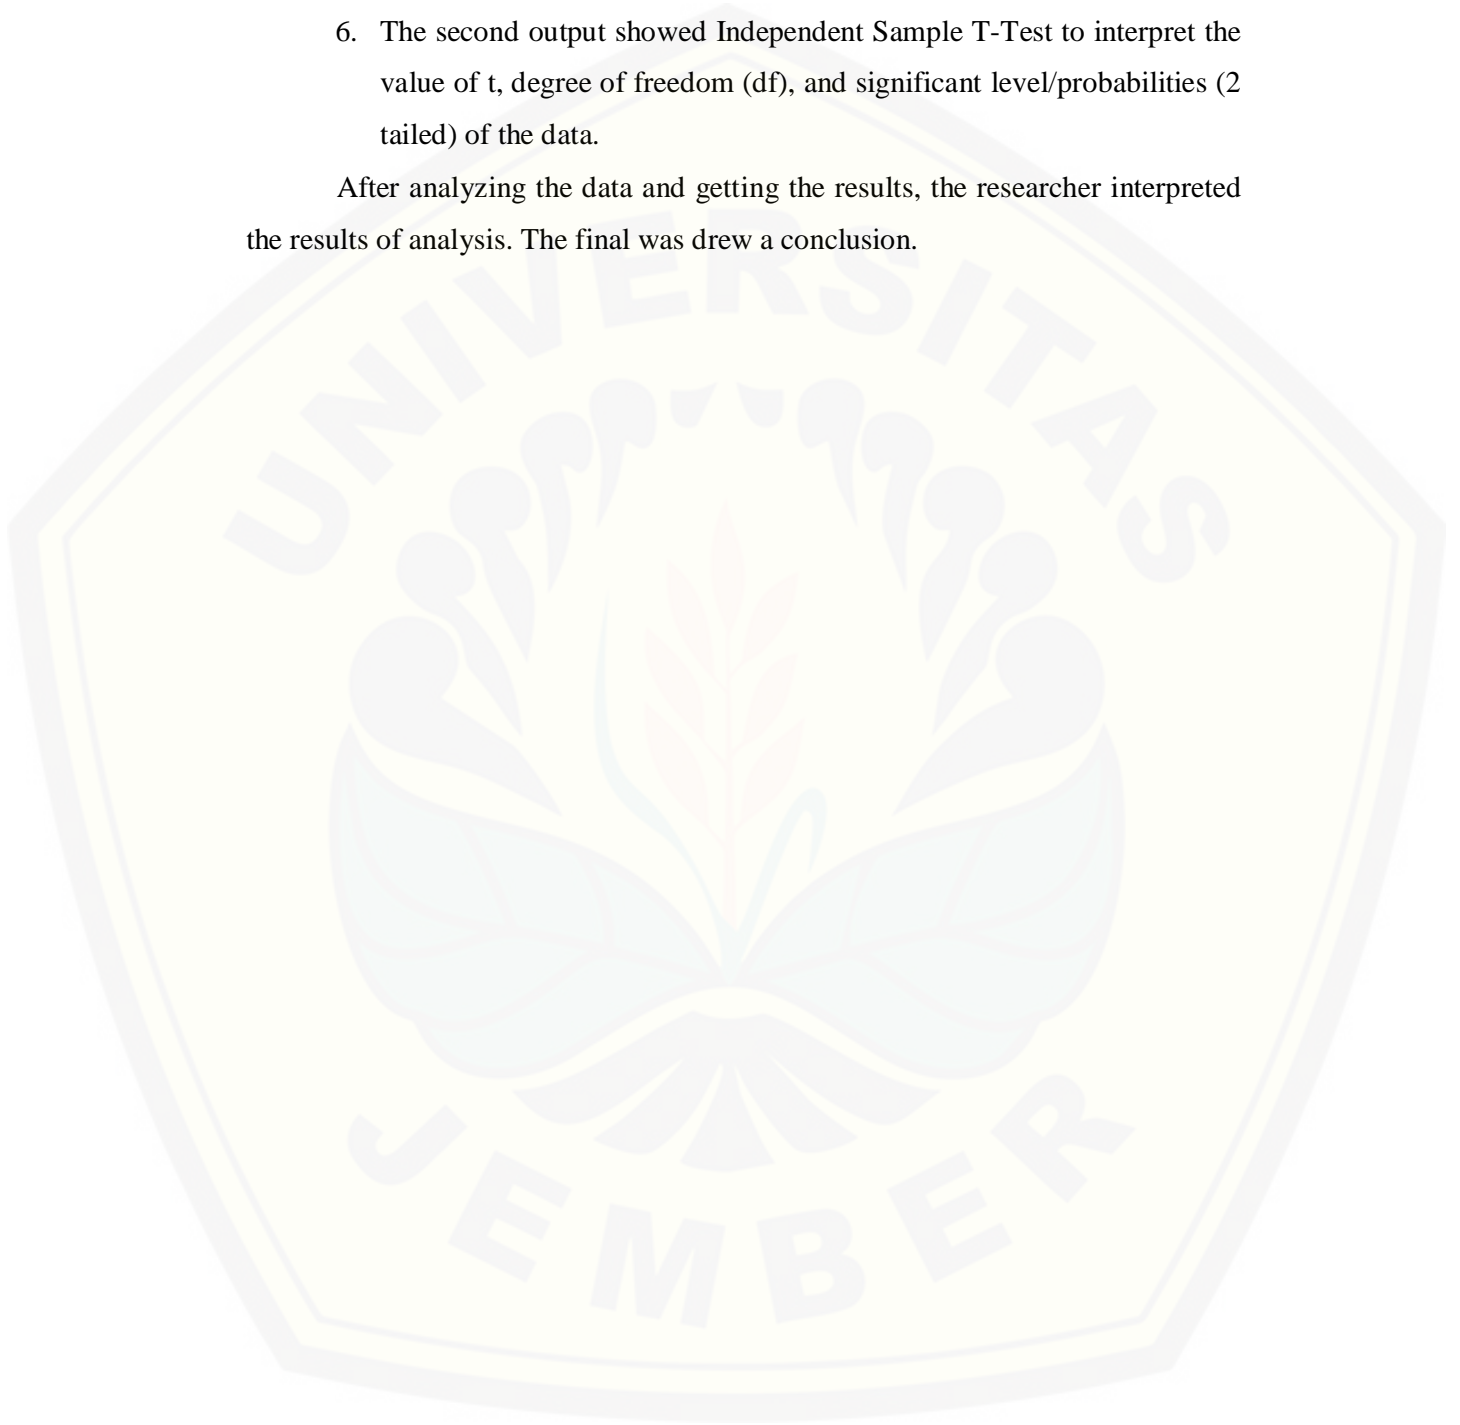 6. The second output showed Independent Sample T-Test to interpret the
value of t, degree of freedom (df), and significant level/probabilities (2
tailed) of the data.
After analyzing the data and getting the results, the researcher interpreted
the results of analysis. The final was drew a conclusion.
UNIVERSITAS
JEMBER